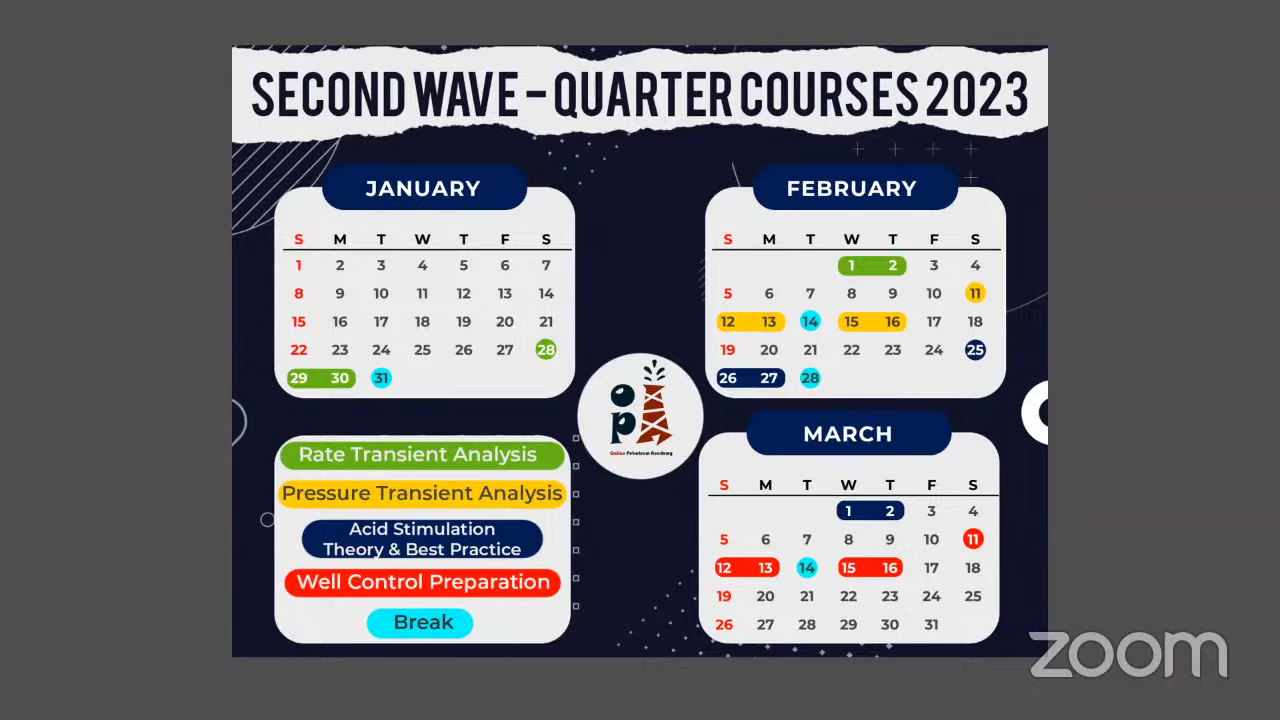 SECOND WAVE – QUARTER COURSES 2023
JANUARY
S M T W T F S
1 2 3 4 5 6 7
8 9 10 11 12 13 14
15 16 17 18 19 20 21
22 23 24 25 26 27 28
29 30 31
FEBRUARY
S M T W T F S
1 2 3 4
5 6 7 8 9 10 11
12 13 14 15 16 17 18
19 20 21 22 23 24 25
26 27 28
opa
Online Petroleum Academy
Rate Transient Analysis
Pressure Transient Analysis
Acid Stimulation
Theory & Best Practice
Well Control Preparation
Break
MARCH
S M T W T F S
1 2 3 4
5 6 7 8 9 10 11
12 13 14 15 16 17 18
19 20 21 22 23 24 25
26 27 28 29 30 31
zoom